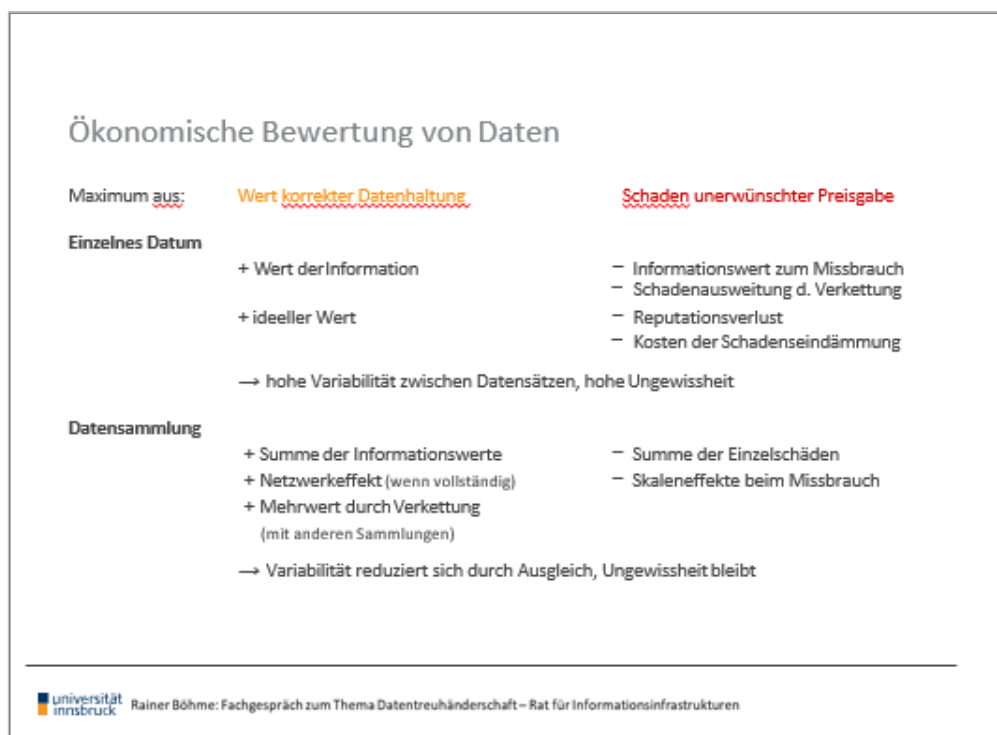 Ökonomische Bewertung von Daten
Maximum aus: Wert korrekter Datenhaltung Schaden unerwünschter Preisgabe
Einzelnes Datum
+ Wert der Information – Informationswert zum Missbrauch
– Schadenausweitung d. Verkettung
+ ideeller Wert – Reputationsverlust
– Kosten der Schadenseindämmung
→ hohe Variabilität zwischen Datensätzen, hohe Ungewissheit
Datensammlung
+ Summe der Informationswerte – Summe der Einzelschäden
+ Netzwerkeffekt (wenn vollständig) – Skaleneffekte beim Missbrauch
+ Mehrwert durch Verkettung
(mit anderen Sammlungen)
→ Variabilität reduziert sich durch Ausgleich, Ungewissheit bleibt
universität
innsbruck
Rainer Böhme: Fachgespräch zum Thema Datentreuhänderschaft – Rat für Informationsinfrastrukturen